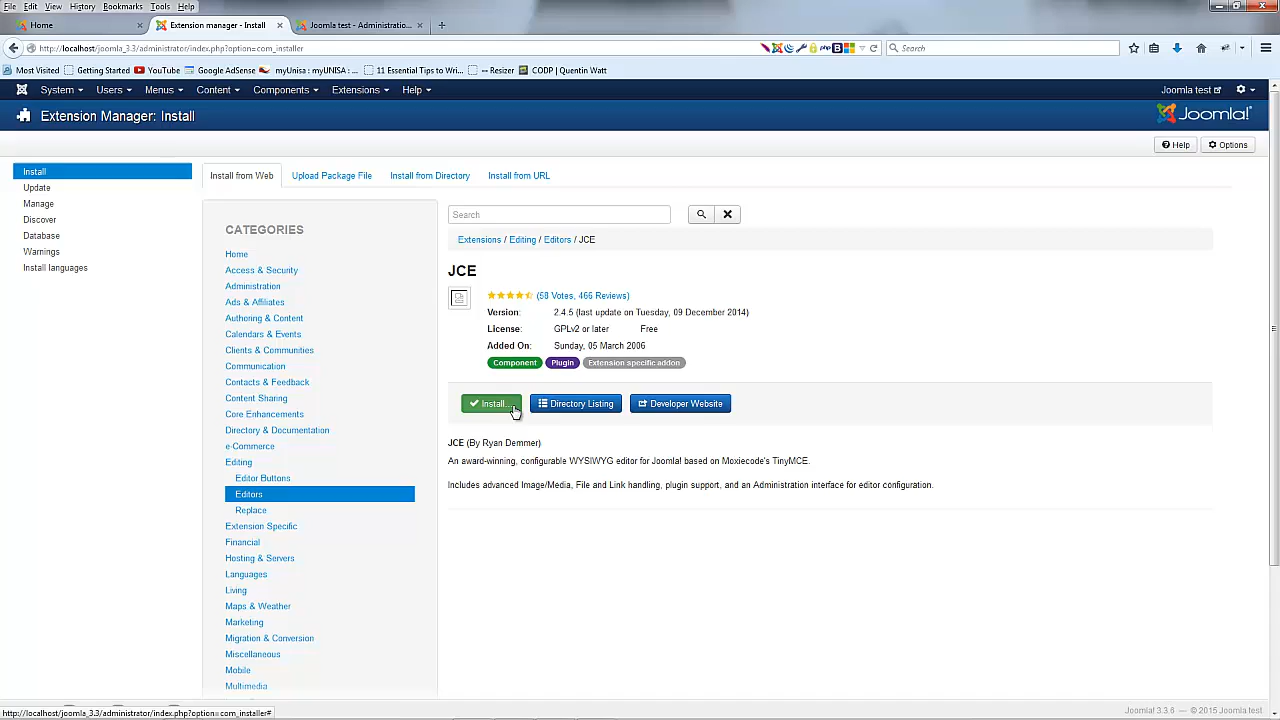 File Edit View History Bookmarks Tools Help
Home
Extension manager - Install
Joomla test - Administratio...
http://localhost/joomla_3.3/administrator/index.php?option=com_installer
Search
Most Visited Getting Started YouTube Google AdSense myUnisa : myUNISA : ... 11 Essential Tips to Wri... -- Resizer CODP | Quentin Watt
System Users Menus Content Components Extensions Help
Joomla test
Extension Manager: Install
Joomla!
Help Options
Install
Update
Manage
Discover
Database
Warnings
Install languages
Install from Web Upload Package File Install from Directory Install from URL
CATEGORIES
Home
Access & Security
Administration
Ads & Affiliates
Authoring & Content
Calendars & Events
Clients & Communities
Communication
Contacts & Feedback
Content Sharing
Core Enhancements
Directory & Documentation
e-Commerce
Editing
Editor Buttons
Editors
Replace
Extension Specific
Financial
Hosting & Servers
Languages
Living
Maps & Weather
Marketing
Migration & Conversion
Miscellaneous
Mobile
Multimedia
Search
Extensions / Editing / Editors / JCE
JCE
(58 Votes, 466 Reviews)
Version: 2.4.5 (last update on Tuesday, 09 December 2014)
License: GPLv2 or later Free
Added On: Sunday, 05 March 2006
Component Plugin Extension specific addon
Install... Directory Listing Developer Website
JCE (By Ryan Demmer)
An award-winning, configurable WYSIWYG editor for Joomla! based on Moxiecode's TinyMCE.
Includes advanced Image/Media, File and Link handling, plugin support, and an Administration interface for editor configuration.
http://localhost/joomla_3.3/administrator/index.php?option=com_installer#
Joomla! 3.3.6 — © 2015 Joomla test